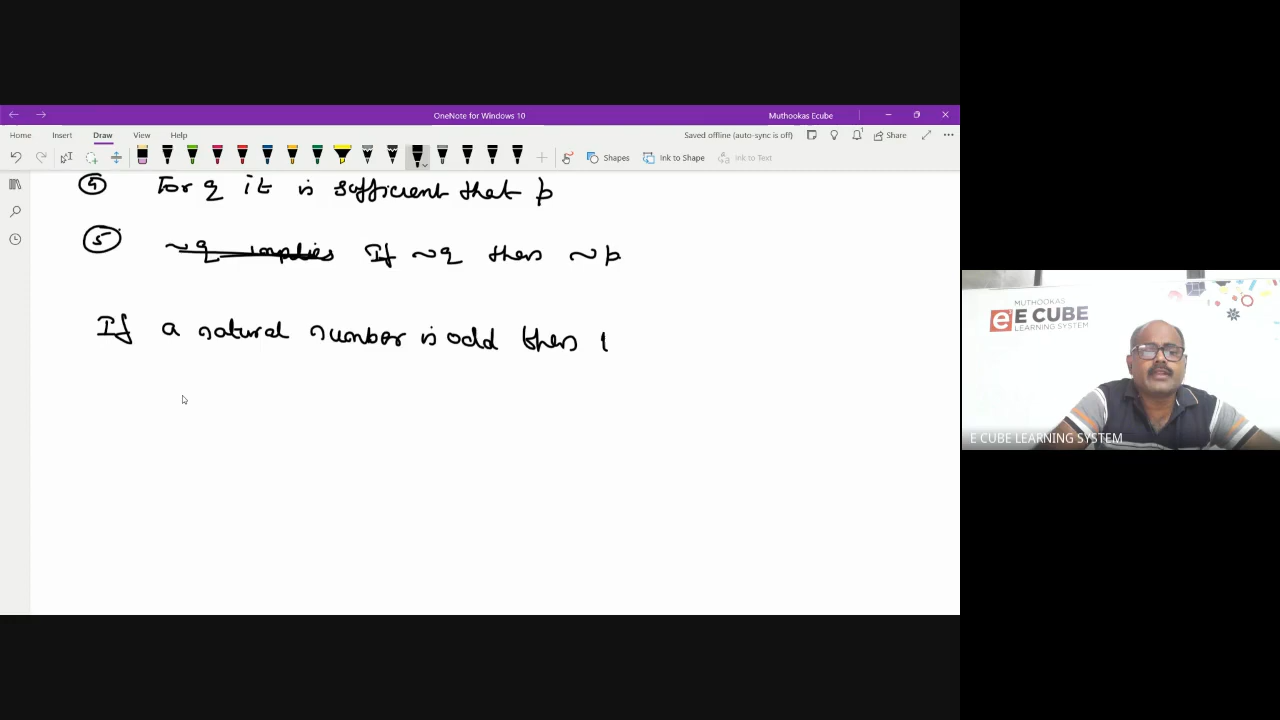 OneNote for Windows 10
Muthookas Ecube
Home Insert Draw View Help
Saved offline (auto-sync is off)
Share
Shapes
Ink to Shape
Ink to Text
④ For q it is sufficient that p
⑤ ~q implies If ~q then ~p
If a natural number is odd then i
MUTHOOKAS
e E CUBE
LEARNING SYSTEM
E CUBE LEARNING SYSTEM